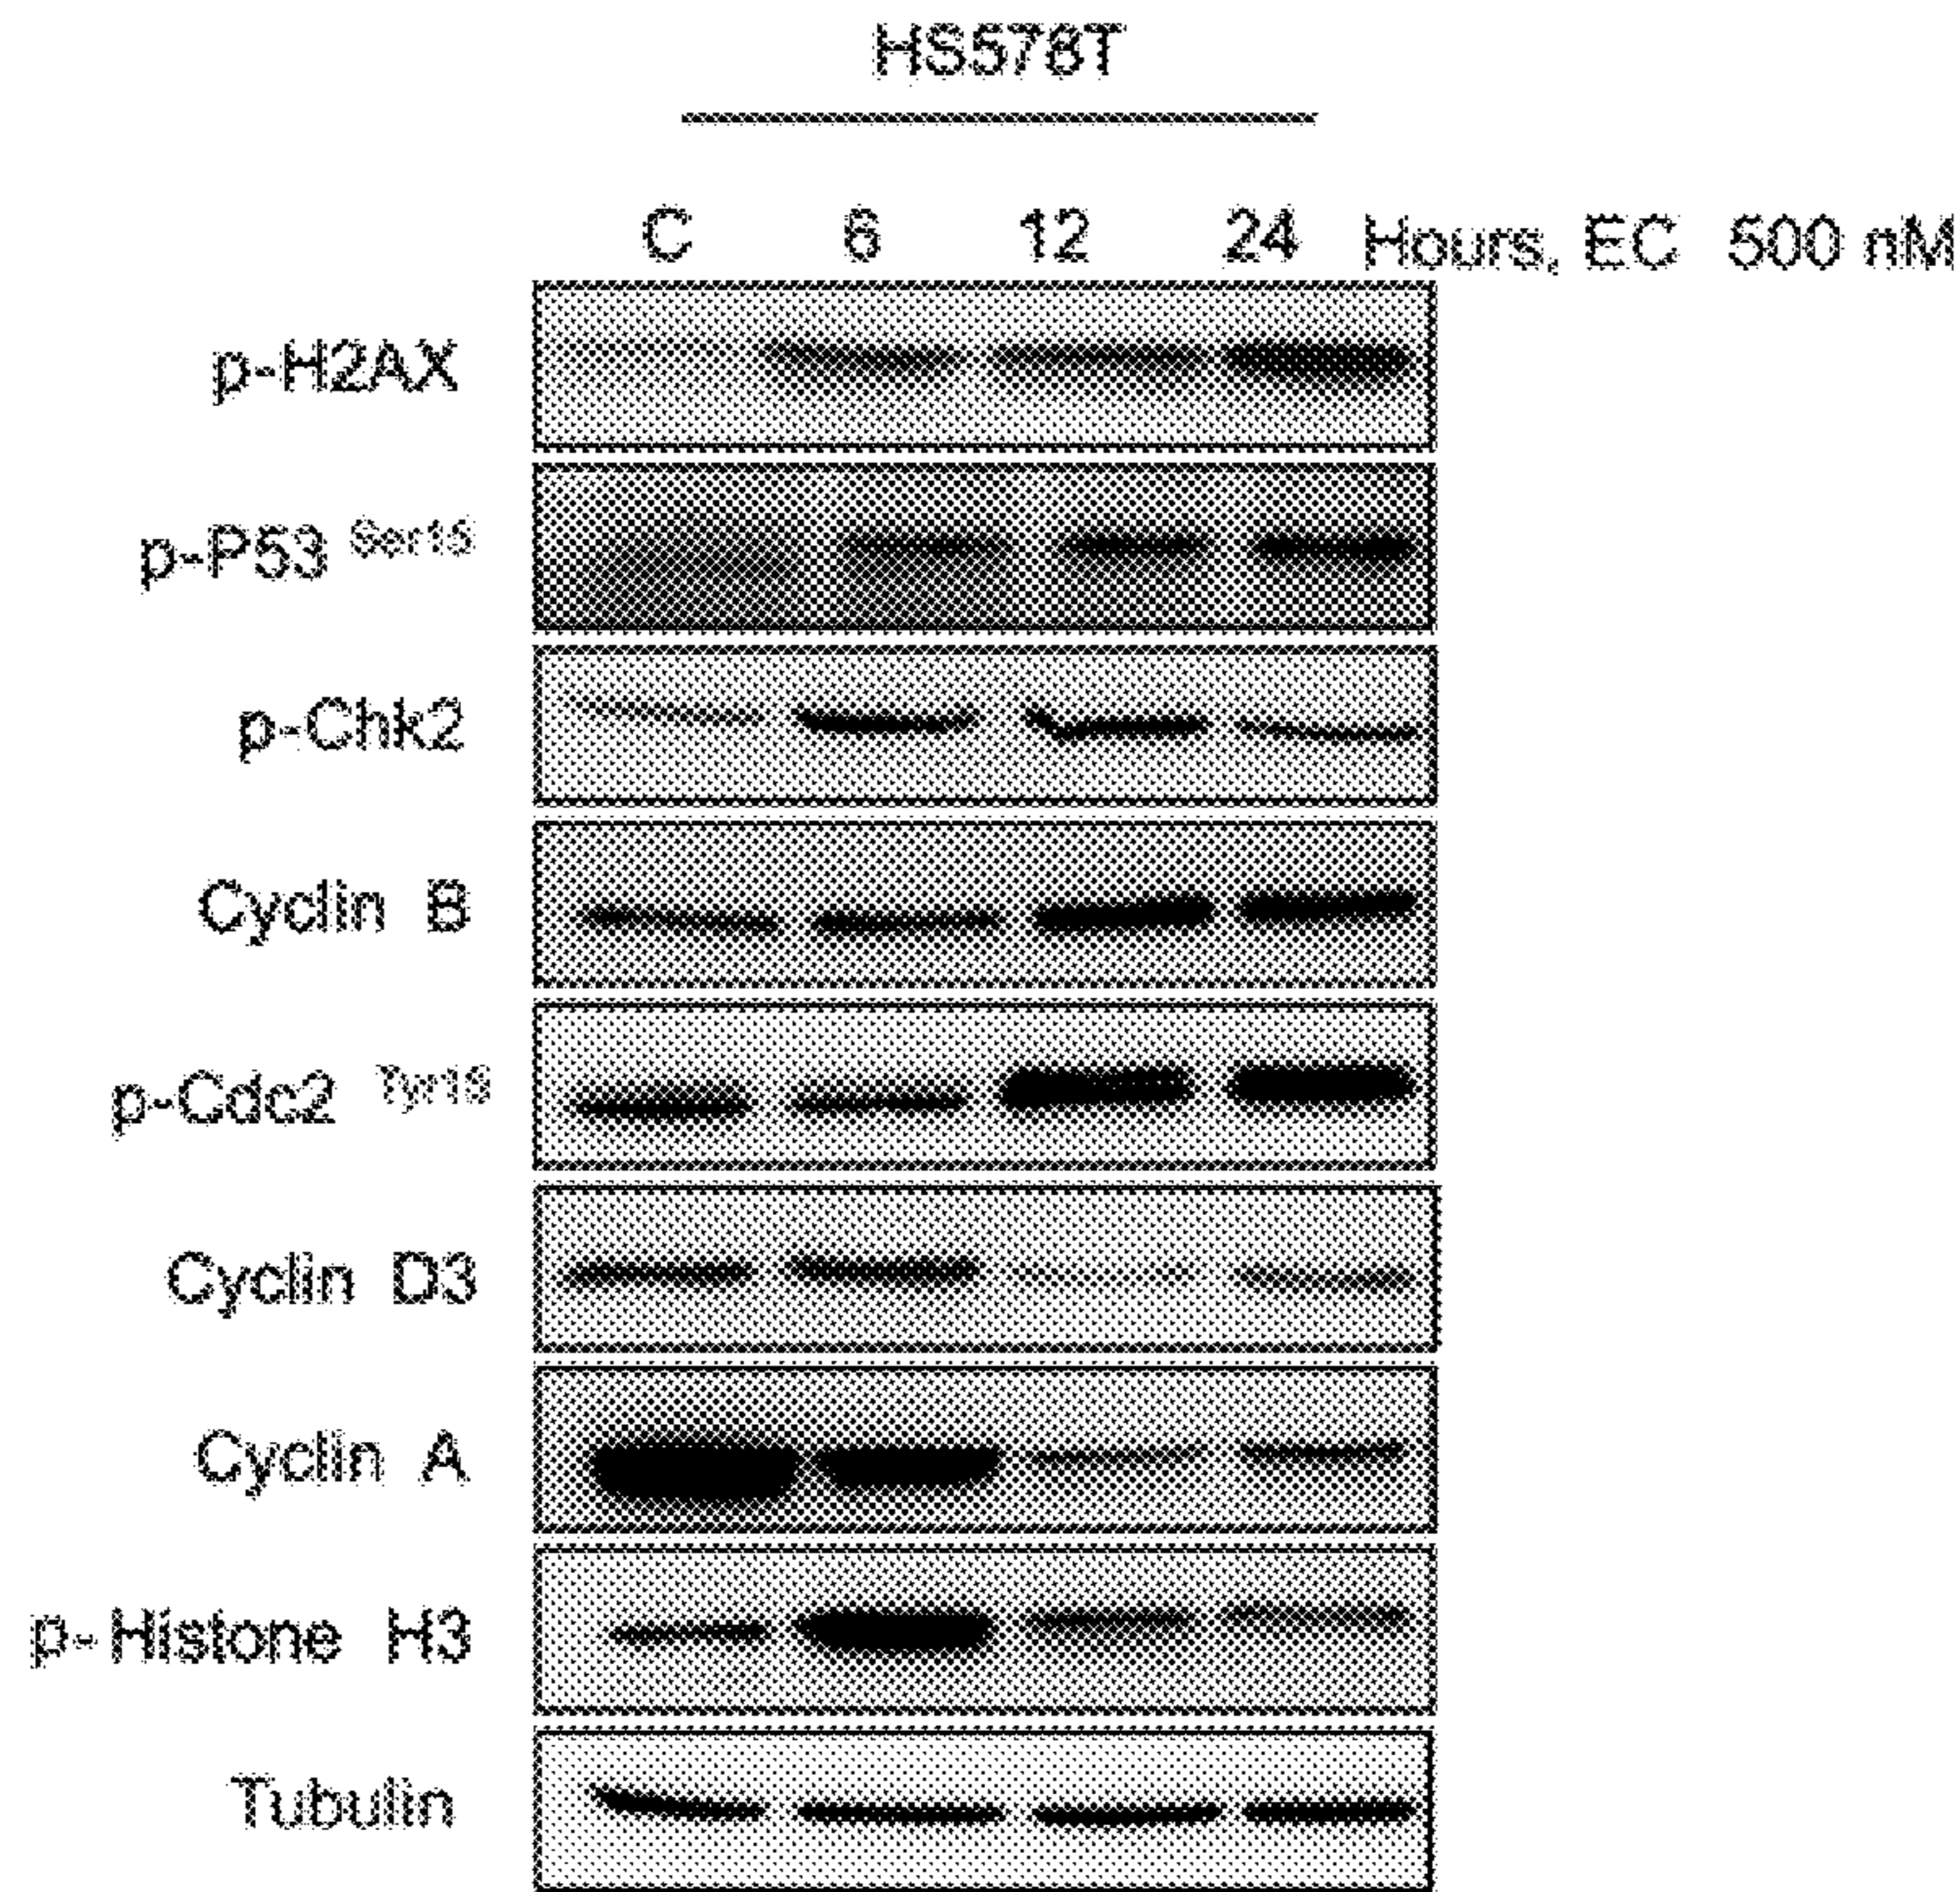 HS578T
C 6 12 24 Hours, EC 500 nM
p-H2AX
p-P53 Ser15
p-Chk2
Cyclin B
p-Cdc2 Tyr15
Cyclin D3
Cyclin A
p-Histone H3
Tubulin